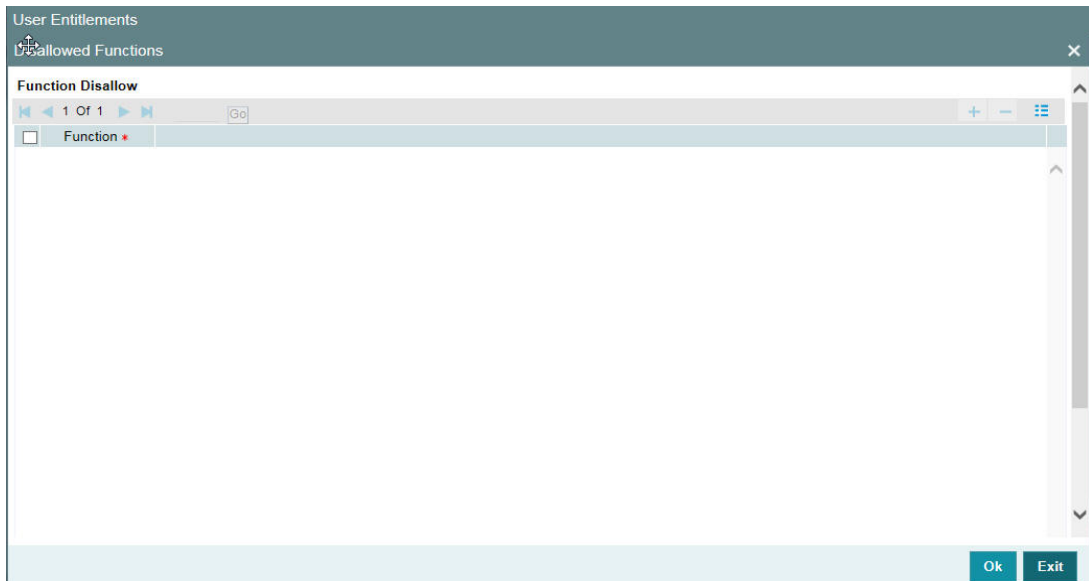 User Entitlements
Disallowed Functions
Function Disallow
1 Of 1 Go
Function *
Ok Exit